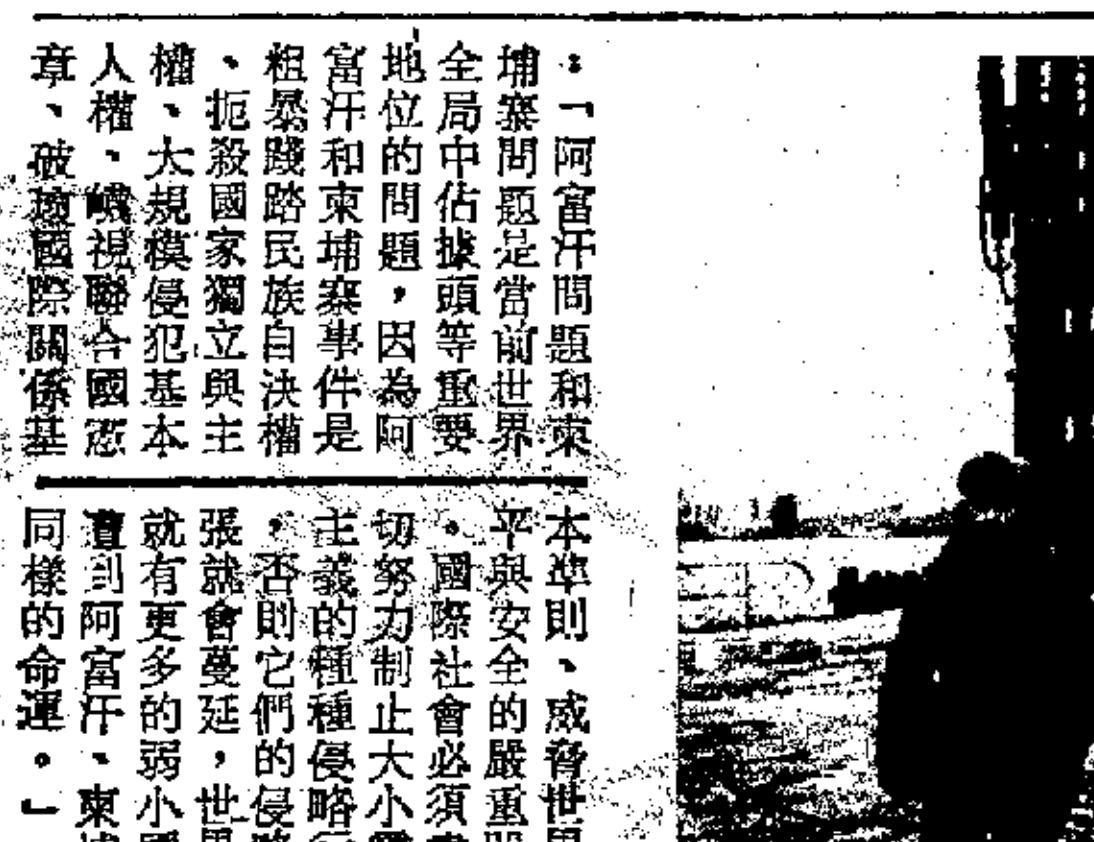 ：「阿富汗問題和柬
埔寨問題是當前世界
全局中佔據頭等重要
地位的問題，因為阿
富汗和柬埔寨事件是
粗暴踐踏民族自決權
、扼殺國家獨立與主
權、大規模侵犯基本
人權、衊視聯合國憲
章、破壞國際關係基
本準則、威脅世
平與安全的嚴重
。國際社會必須
切努力制止大小
主義的種種侵略
，否則它們的侵
張就會蔓延，世
就有更多的弱小
遭到阿富汗、柬
同樣的命運。」